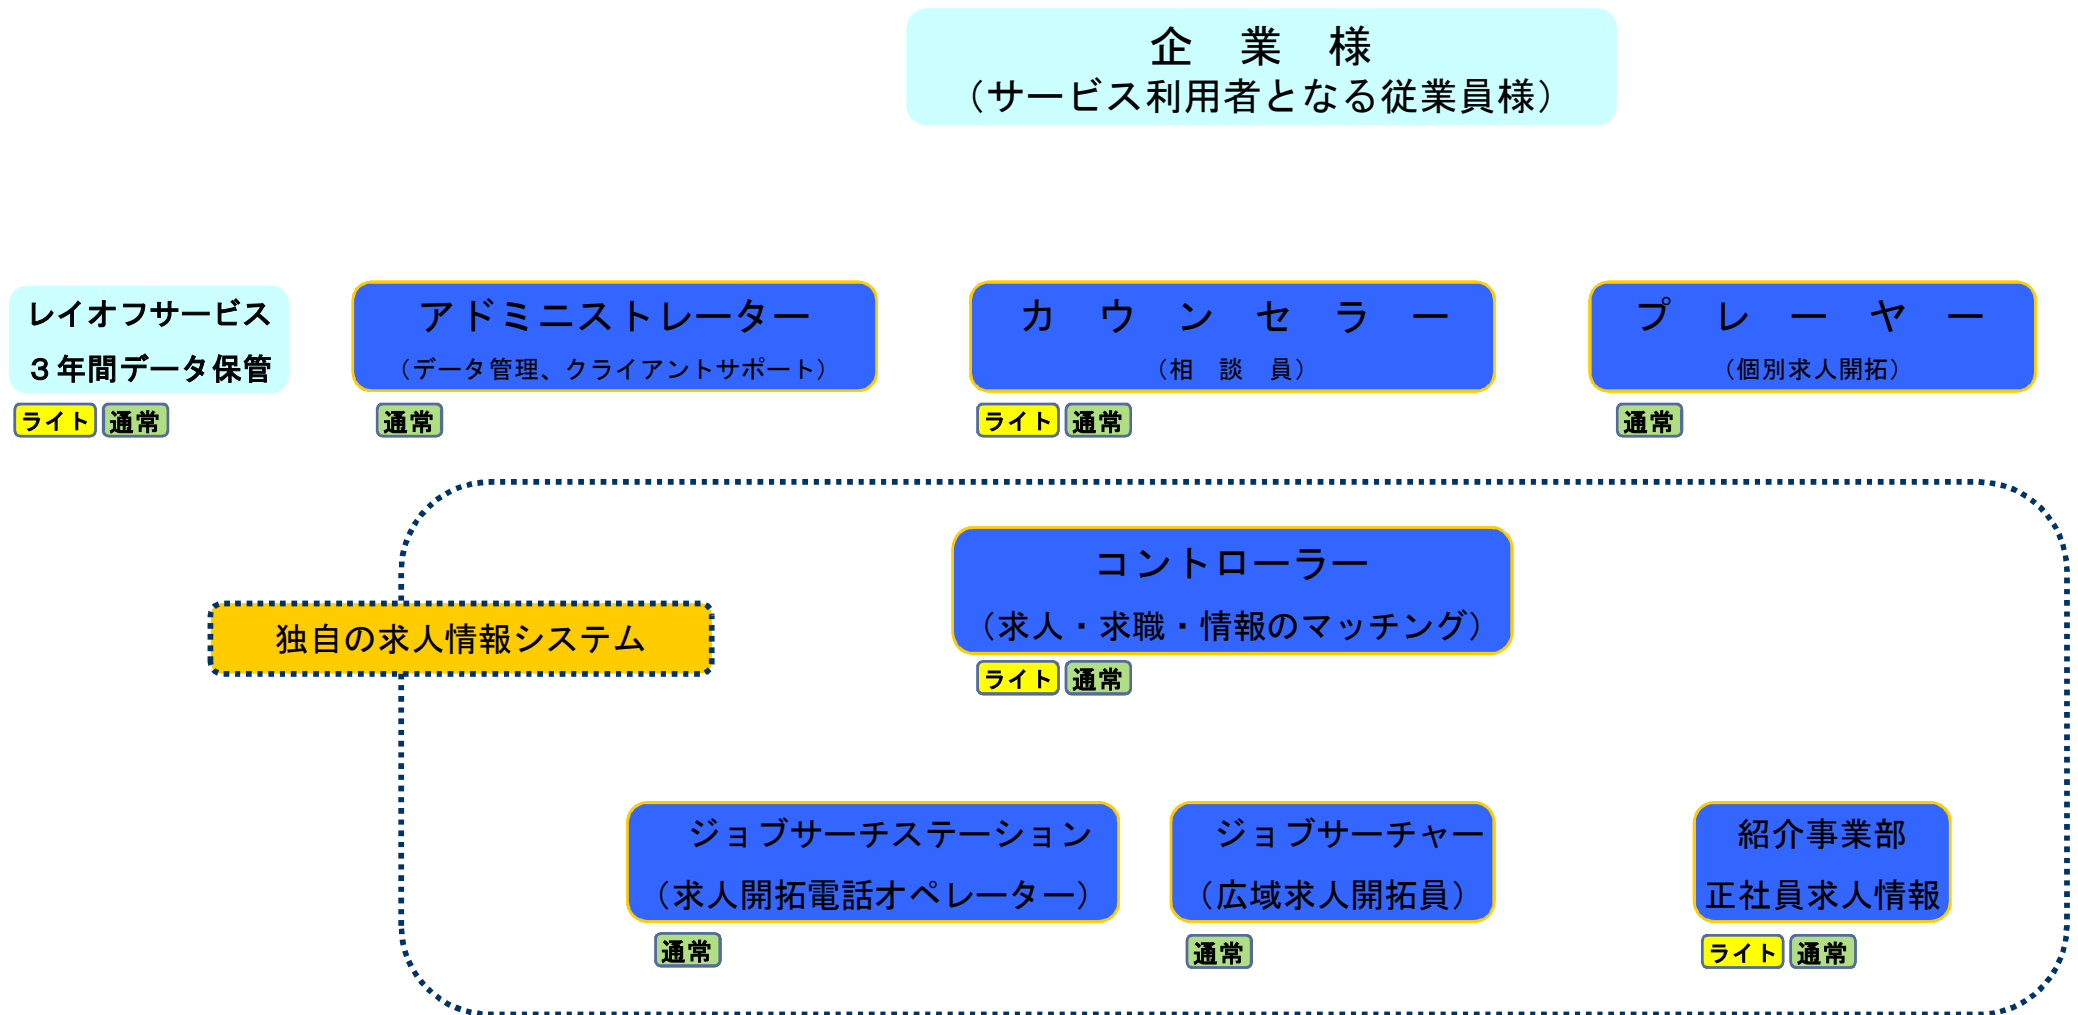 企　業　様
（サービス利用者となる従業員様）
レイオフサービス
３年間データ保管
ライト
通常
アドミニストレーター
（データ管理、クライアントサポート）
通常
カ　ウ　ン　セ　ラ　ー
（相　談　員）
ライト
通常
プ　レ　ー　ヤ　ー
（個別求人開拓）
通常
独自の求人情報システム
コントローラー
（求人・求職・情報のマッチング）
ライト
通常
ジョブサーチステーション
（求人開拓電話オペレーター）
通常
ジョブサーチャー
（広域求人開拓員）
通常
紹介事業部
正社員求人情報
ライト
通常